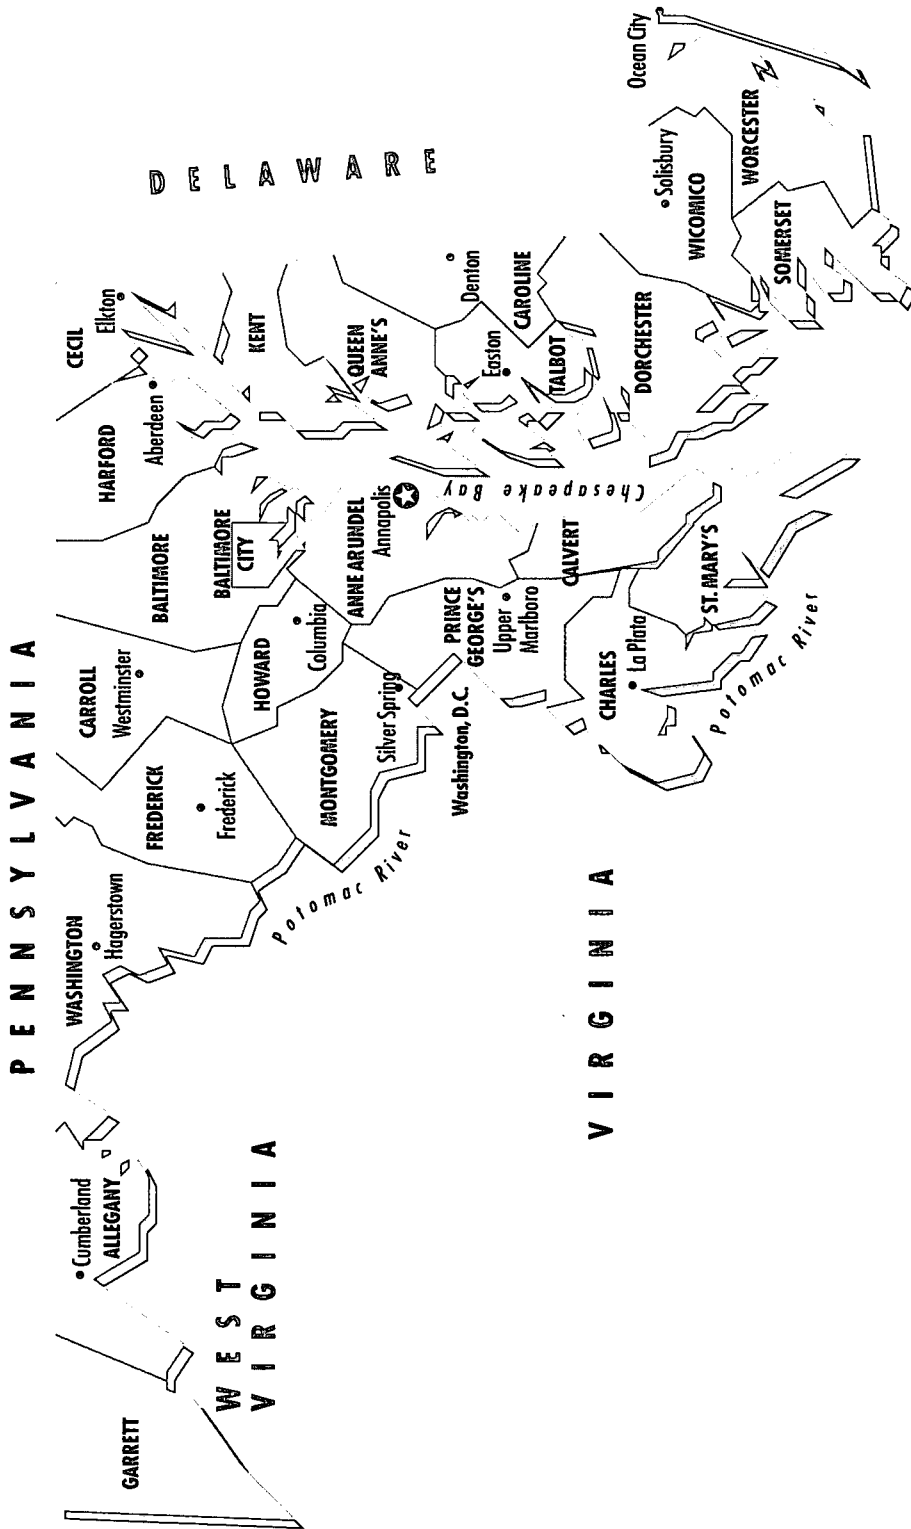 PENNSYLVANIA
GARRETT
Cumberland
ALLEGANY
WASHINGTON
Hagerstown
FREDERICK
Frederick
CARROLL
Westminster
BALTIMORE
BALTIMORE
CITY
HARFORD
Aberdeen
CECIL
Elkton
KENT
DELAWARE
WEST
VIRGINIA
HOWARD
Columbia
MONTGOMERY
Silver Spring
Potomac River
ANNE ARUNDEL
Annapolis
QUEEN
ANNE'S
Washington, D.C.
PRINCE
GEORGE'S
Upper
Marlboro
Chesapeake Bay
Easton
TALBOT
Denton
CAROLINE
VIRGINIA
CHARLES
La Plata
CALVERT
ST. MARY'S
Potomac River
DORCHESTER
Solisbury
WICOMICO
Ocean City
WORCESTER
SOMERSET